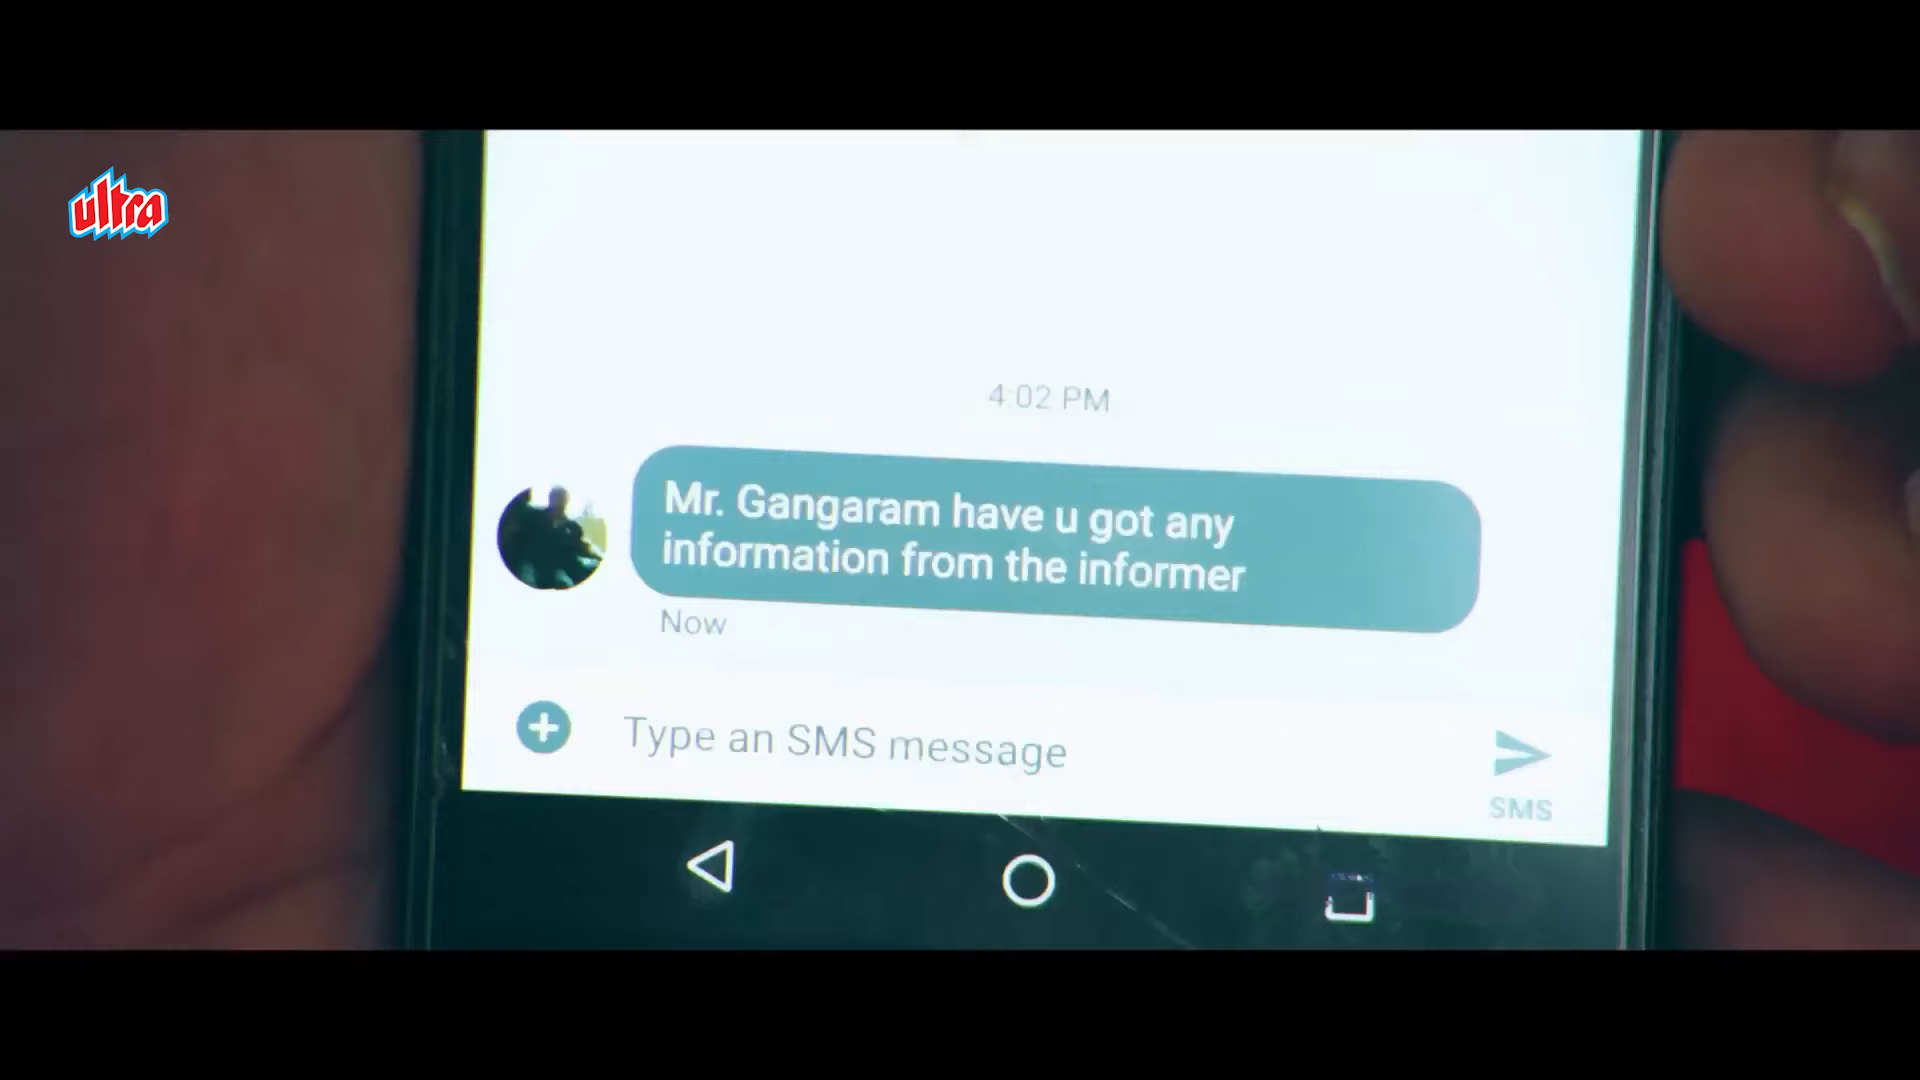 ultra
4:02 PM
Mr. Gangaram have u got any
information from the informer
Now
Type an SMS message
SMS